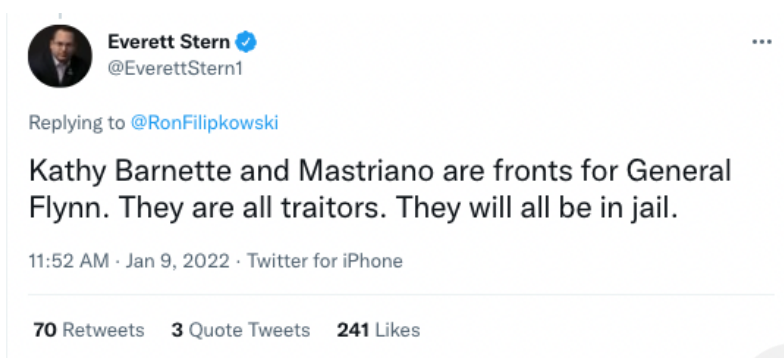 Everett Stern
@EverettStern1
Replying to @RonFilipkowski
Kathy Barnette and Mastriano are fronts for General
Flynn. They are all traitors. They will all be in jail.
11:52 AM · Jan 9, 2022 · Twitter for iPhone
70 Retweets 3 Quote Tweets 241 Likes